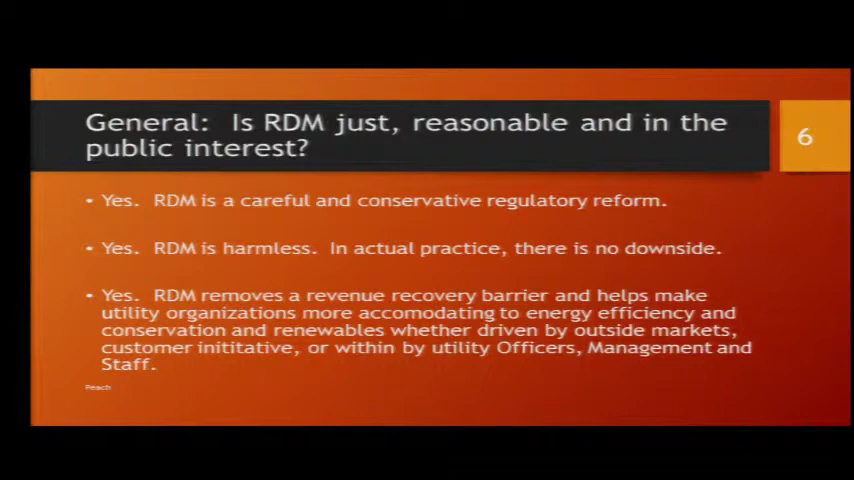 General: Is RDM just, reasonable and in the
public interest?
6
• Yes. RDM is a careful and conservative regulatory reform.
• Yes. RDM is harmless. In actual practice, there is no downside.
• Yes. RDM removes a revenue recovery barrier and helps make
utility organizations more accomodating to energy efficiency and
conservation and renewables whether driven by outside markets,
customer inititative, or within by utility Officers, Management and
Staff.
Peach